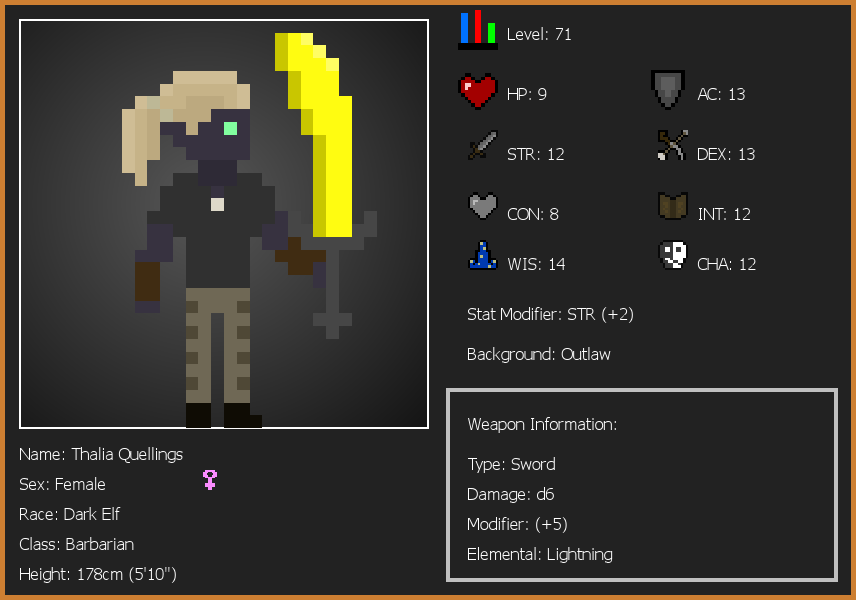 Level: 71
HP: 9
AC: 13
STR: 12
DEX: 13
CON: 8
INT: 12
WIS: 14
CHA: 12
Stat Modifier: STR (+2)
Background: Outlaw
Weapon Information:
Type: Sword
Damage: d6
Modifier: (+5)
Elemental: Lightning
Name: Thalia Quellings
Sex: Female
Race: Dark Elf
Class: Barbarian
Height: 178cm (5'10")